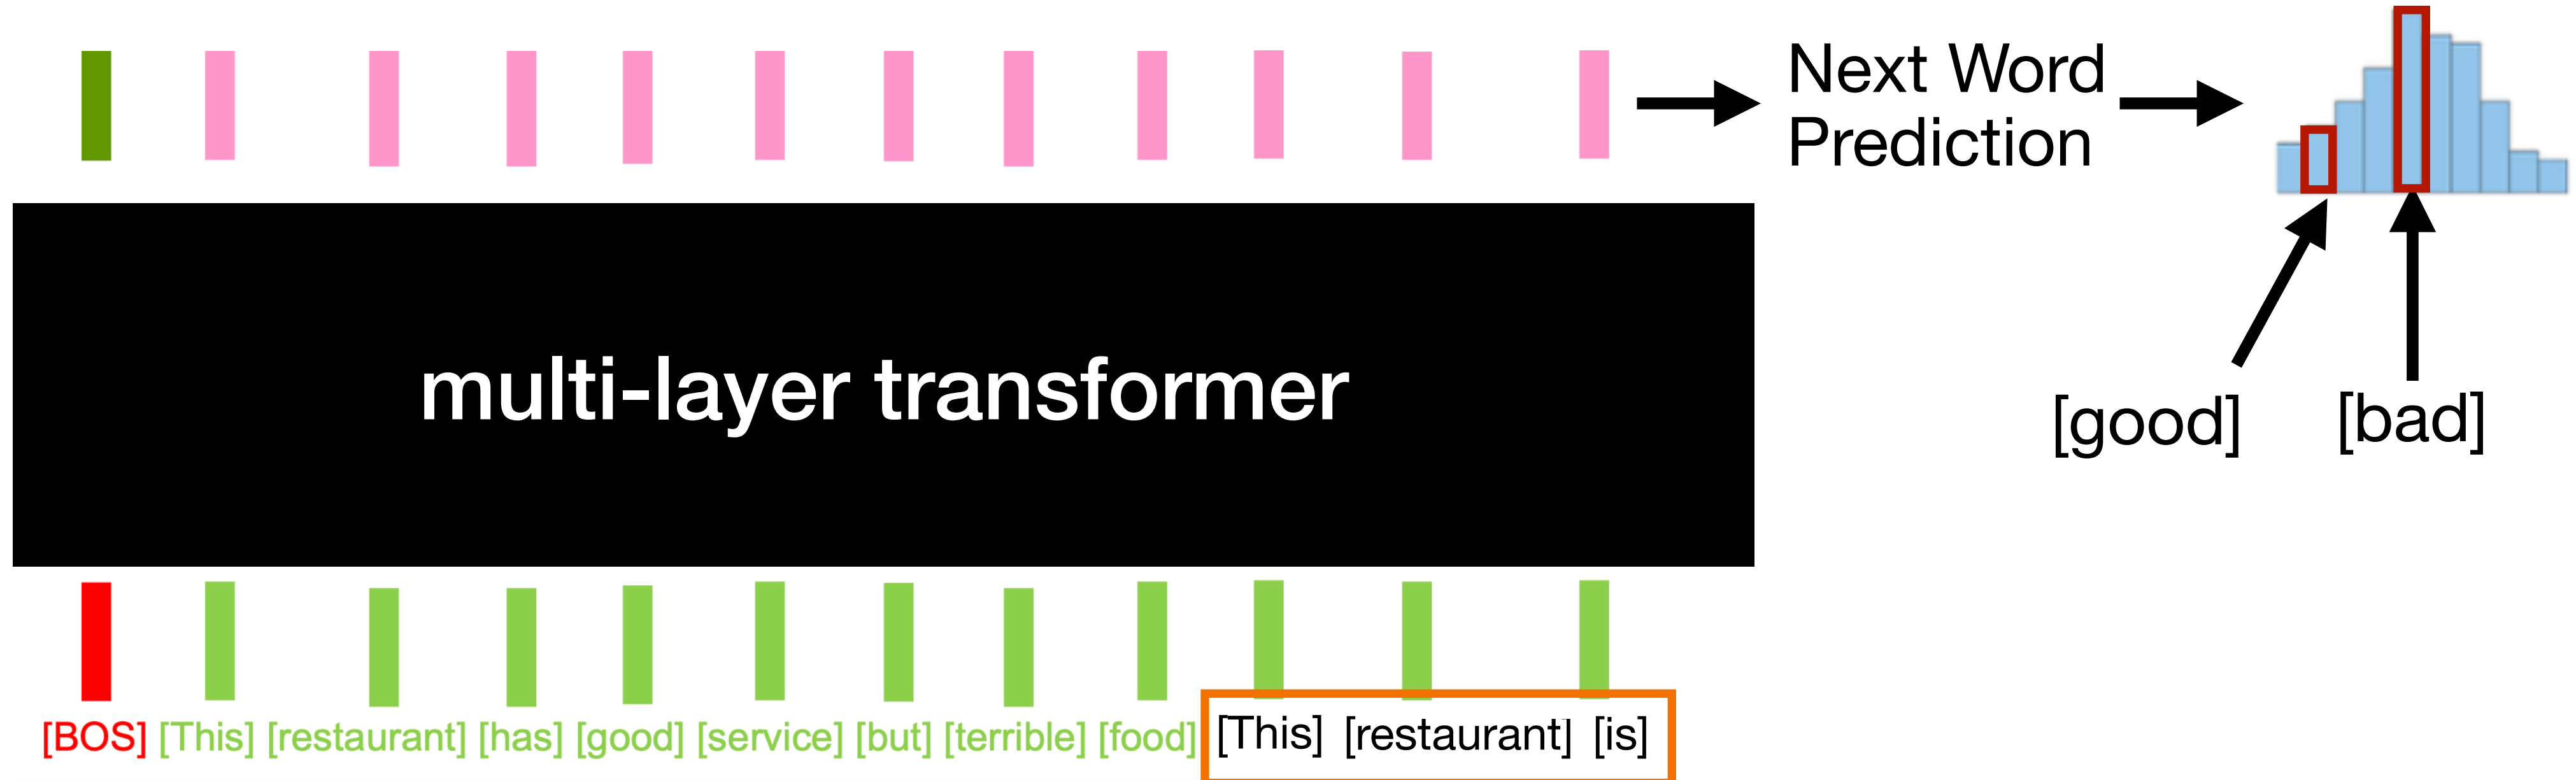 Next Word
Prediction
multi-layer transformer
[good] [bad]
[BOS] [This] [restaurant] [has] [good] [service] [but] [terrible] [food] [This] [restaurant] [is]